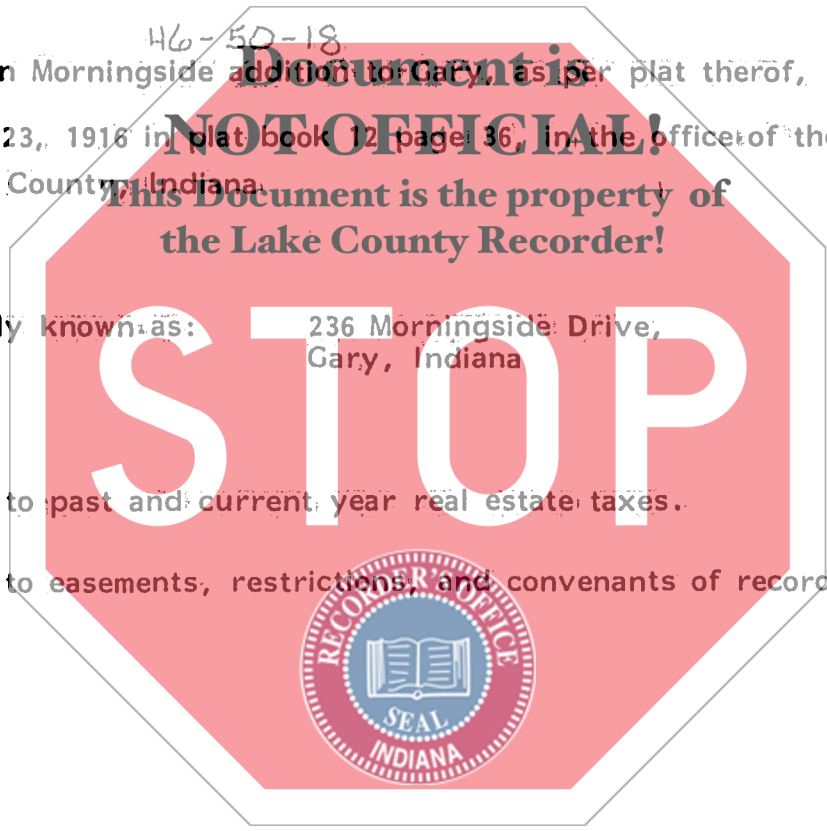 46-50-18
n Morningside addition to Gary, as per plat therof,
Document is
23, 1916 in plat book 12 page 36, in the office of the
NOT OFFICIAL!
County, Indiana
This Document is the property of
the Lake County Recorder!
ly known as: 236 Morningside Drive,
Gary, Indiana
STOP
to past and current year real estate taxes.
to easements, restrictions, and convenants of record
RECORDER'S OFFICE
SEAL
INDIANA